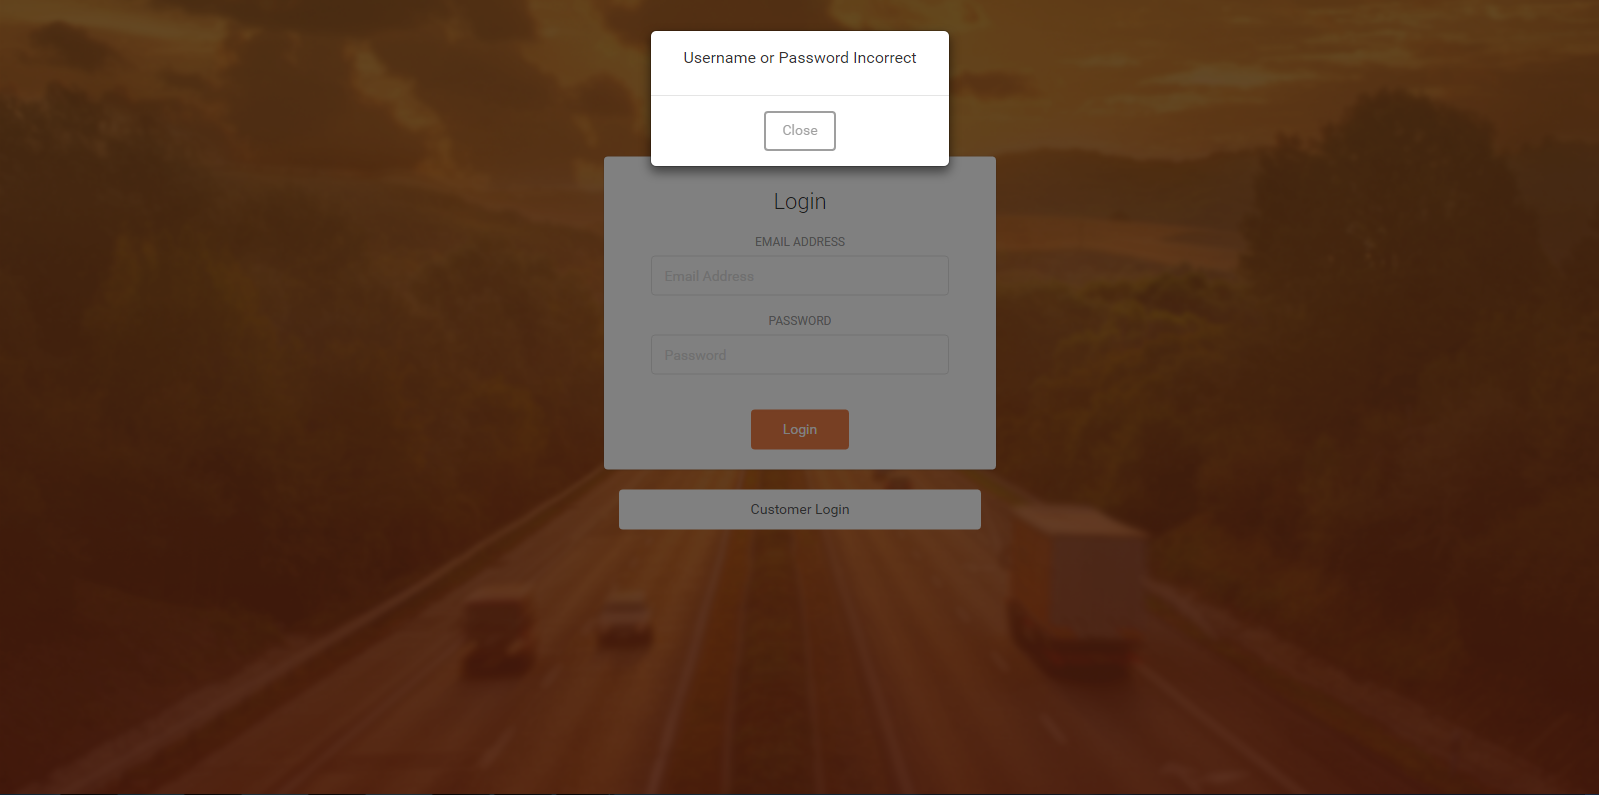 Username or Password Incorrect
Close
Login
EMAIL ADDRESS
Email Address
PASSWORD
Password
Login
Customer Login